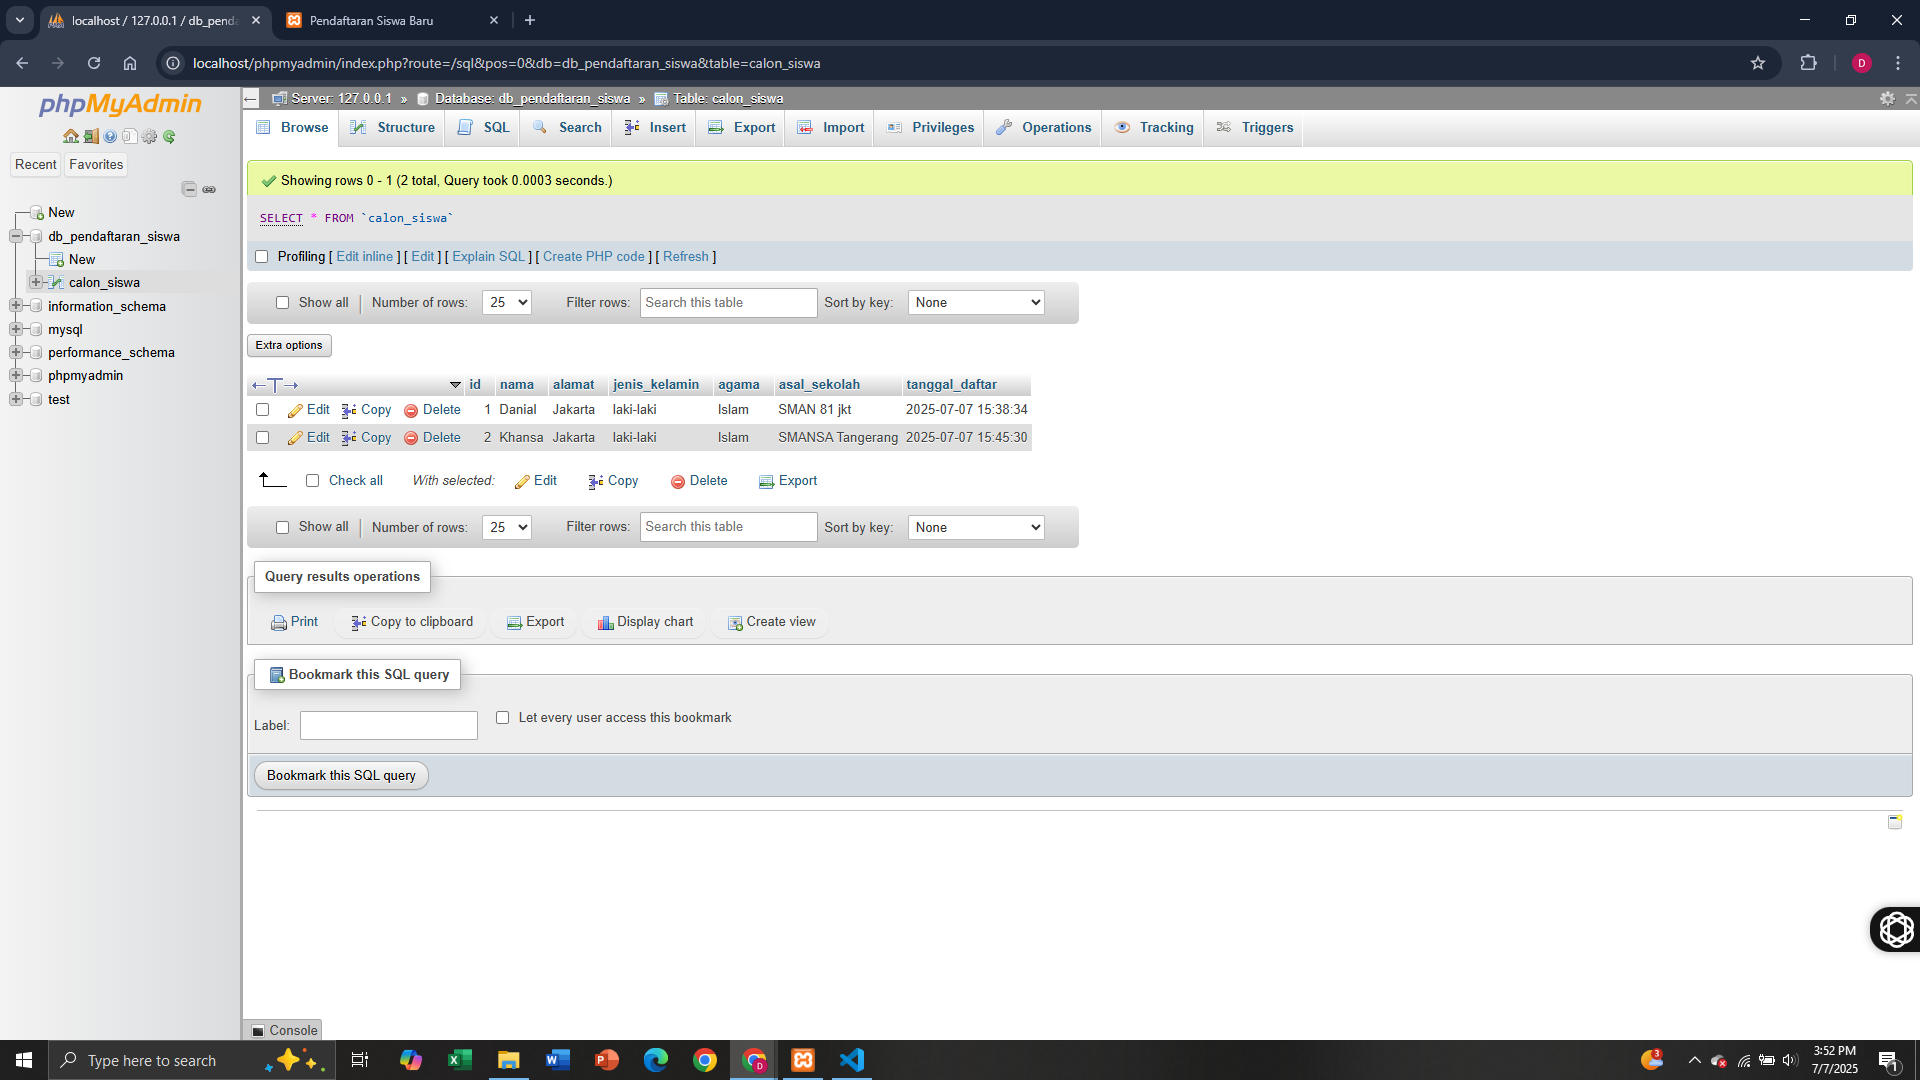 localhost / 127.0.0.1 / db_pend
Pendaftaran Siswa Baru
localhost/phpmyadmin/index.php?route=/sql&pos=0&db=db_pendaftaran_siswa&table=calon_siswa
D
phpMyAdmin
Recent Favorites
New
db_pendaftaran_siswa
New
calon_siswa
information_schema
mysql
performance_schema
phpmyadmin
test
Server: 127.0.0.1 » Database: db_pendaftaran_siswa » Table: calon_siswa
Browse Structure SQL Search Insert Export Import Privileges Operations Tracking Triggers
Showing rows 0 - 1 (2 total, Query took 0.0003 seconds.)
SELECT * FROM `calon_siswa`
Profiling [ Edit inline ] [ Edit ] [ Explain SQL ] [ Create PHP code ] [ Refresh ]
Show all Number of rows: 25 Filter rows: Search this table Sort by key: None
Extra options
id nama alamat jenis_kelamin agama asal_sekolah tanggal_daftar
Edit Copy Delete 1 Danial Jakarta laki-laki Islam SMAN 81 jkt 2025-07-07 15:38:34
Edit Copy Delete 2 Khansa Jakarta laki-laki Islam SMANSA Tangerang 2025-07-07 15:45:30
Check all With selected: Edit Copy Delete Export
Show all Number of rows: 25 Filter rows: Search this table Sort by key: None
Query results operations
Print Copy to clipboard Export Display chart Create view
Bookmark this SQL query
Label: Let every user access this bookmark
Bookmark this SQL query
Console
Type here to search
3
3:52 PM
7/7/2025
1